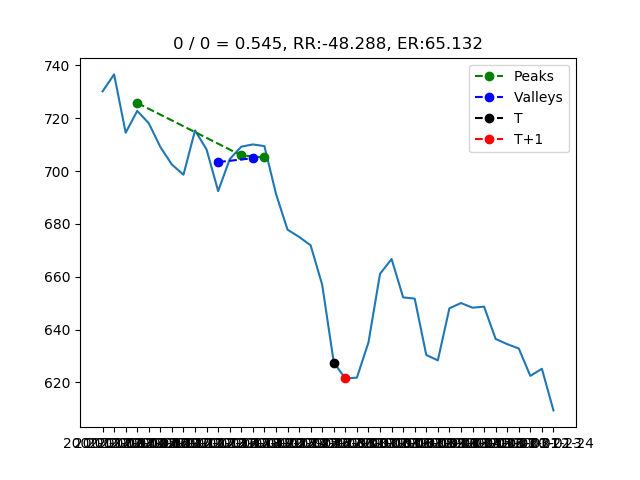 0 / 0 = 0.545, RR:-48.288, ER:65.132
740
720
700
680
660
640
620
Peaks
Valleys
T
T+1